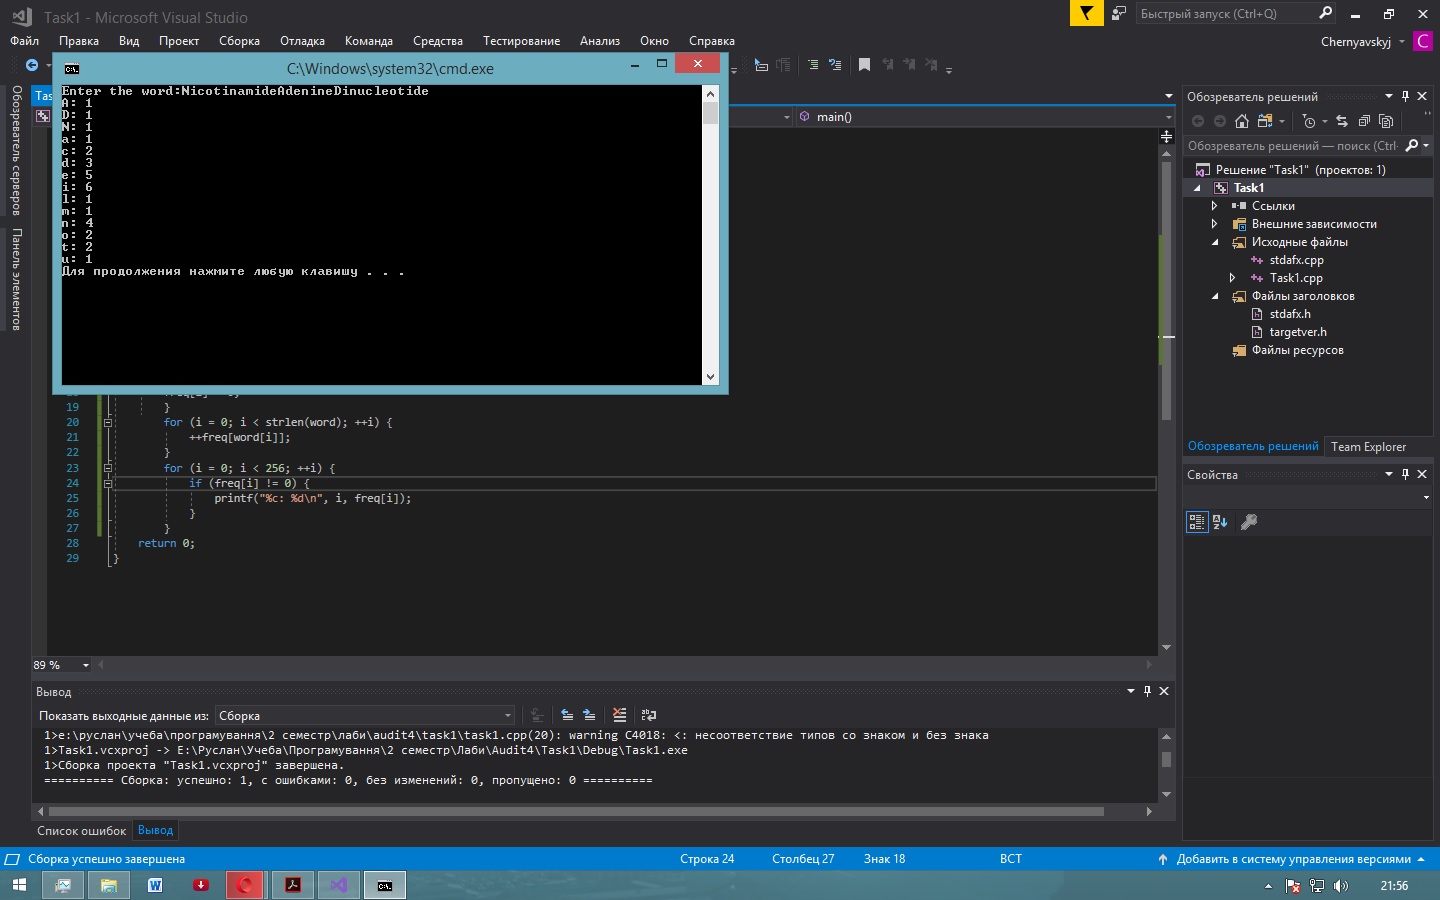 Task1 - Microsoft Visual Studio
Быстрый запуск (Ctrl+Q)
Файл Правка Вид Проект Сборка Отладка Команда Средства Тестирование Анализ Окно Справка
Chernyavskyj C
C:\Windows\system32\cmd.exe
Enter the word:NicotinamideAdenineDinucleotide
A: 1
D: 1
N: 1
a: 1
c: 2
d: 3
e: 5
i: 6
l: 1
m: 1
n: 4
o: 2
t: 2
u: 1
Для продолжения нажмите любую клавишу . . .
Обозреватель серверов
Панель элементов
main()
19 }
20 for (i = 0; i < strlen(word); ++i) {
21 ++freq[word[i]];
22 }
23 for (i = 0; i < 256; ++i) {
24 if (freq[i] != 0) {
25 printf("%c: %d\n", i, freq[i]);
26 }
27 }
28 return 0;
29 }
89 %
Обозреватель решений
Обозреватель решений — поиск (Ctrl-
Решение "Task1" (проектов: 1)
Task1
Ссылки
Внешние зависимости
Исходные файлы
stdafx.cpp
Task1.cpp
Файлы заголовков
stdafx.h
targetver.h
Файлы ресурсов
Обозреватель решений Team Explorer
Свойства
Вывод
Показать выходные данные из: Сборка
1>e:\руслан\учеба\програмування\2 семестр\лаби\audit4\task1\task1.cpp(20): warning C4018: <: несоответствие типов со знаком и без знака
1>Task1.vcxproj -> E:\Руслан\Учеба\Програмування\2 семестр\Лаби\Audit4\Task1\Debug\Task1.exe
1>Сборка проекта "Task1.vcxproj" завершена.
========== Сборка: успешно: 1, с ошибками: 0, без изменений: 0, пропущено: 0 ==========
Список ошибок Вывод
Сборка успешно завершена Строка 24 Столбец 27 Знак 18 ВСТ Добавить в систему управления версиями
21:56